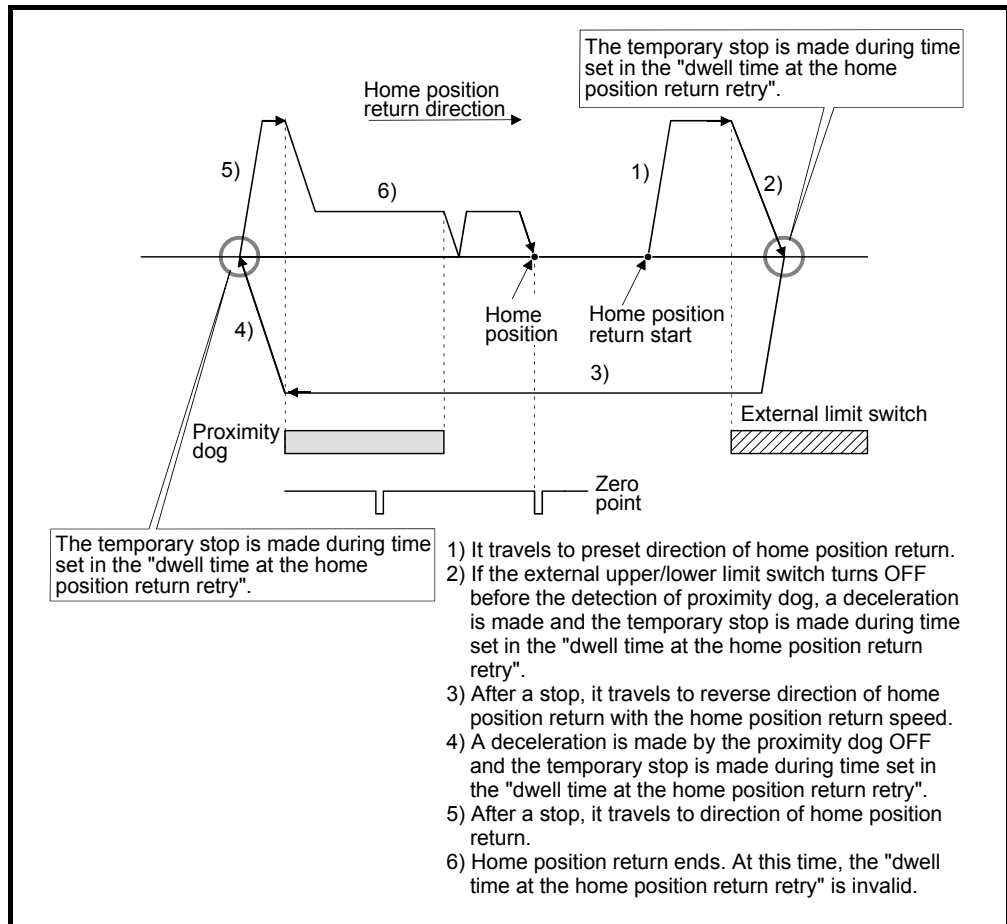 The temporary stop is made during time
set in the "dwell time at the home
position return retry".
Home position
return direction
5)
6)
1)
2)
Home
position
Home position
return start
4)
3)
Proximity
dog
External limit switch
Zero
point
The temporary stop is made during time
set in the "dwell time at the home
position return retry".
1) It travels to preset direction of home position return.
2) If the external upper/lower limit switch turns OFF
before the detection of proximity dog, a deceleration
is made and the temporary stop is made during time
set in the "dwell time at the home position return
retry".
3) After a stop, it travels to reverse direction of home
position return with the home position return speed.
4) A deceleration is made by the proximity dog OFF
and the temporary stop is made during time set in
the "dwell time at the home position return retry".
5) After a stop, it travels to direction of home position
return.
6) Home position return ends. At this time, the "dwell
time at the home position return retry" is invalid.